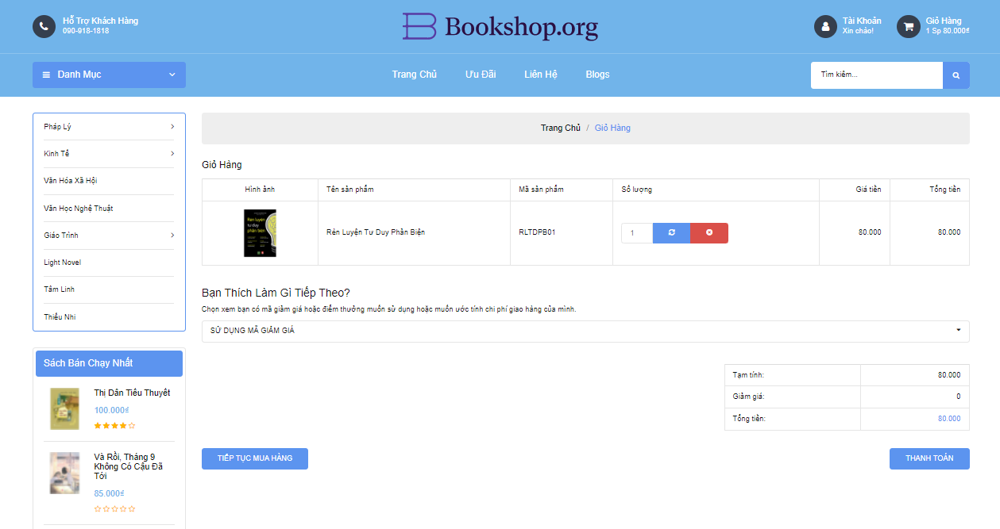 Hỗ Trợ Khách Hàng
090-918-1818
Bookshop.org
Tài Khoản
Xin chào!
Giỏ Hàng
1 Sp 80.000₫
Danh Mục
Trang Chủ
Ưu Đãi
Liên Hệ
Blogs
Tìm kiếm...
Pháp Lý
Kinh Tế
Văn Hóa Xã Hội
Văn Học Nghệ Thuật
Giáo Trình
Light Novel
Tâm Linh
Thiếu Nhi
Sách Bán Chạy Nhất
Thị Dân Tiểu Thuyết
100.000₫
Và Rồi, Tháng 9
Không Có Cậu Đã
Tới
85.000₫
Trang Chủ / Giỏ Hàng
Giỏ Hàng
Hình ảnh Tên sản phẩm Mã sản phẩm Số lượng Giá tiền Tổng tiền
Rèn luyện
tư duy
phản biện
Rèn Luyện Tư Duy Phản Biện RLTDPB01 1 80.000 80.000
Bạn Thích Làm Gì Tiếp Theo?
Chọn xem bạn có mã giảm giá hoặc điểm thưởng muốn sử dụng hoặc muốn ước tính chi phí giao hàng của mình.
SỬ DỤNG MÃ GIẢM GIÁ
Tạm tính: 80.000
Giảm giá: 0
Tổng tiền: 80.000
TIẾP TỤC MUA HÀNG
THANH TOÁN